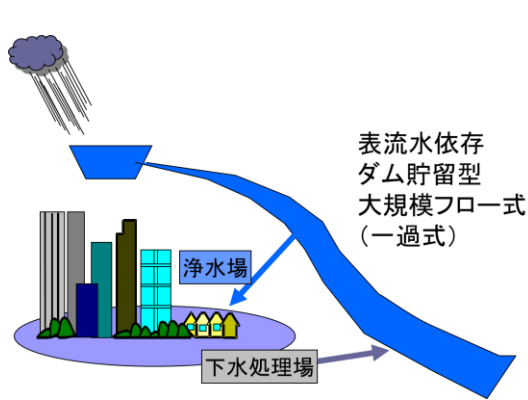 表流水依存
ダム貯留型
大規模フロー式
（一過式）
浄水場
下水処理場